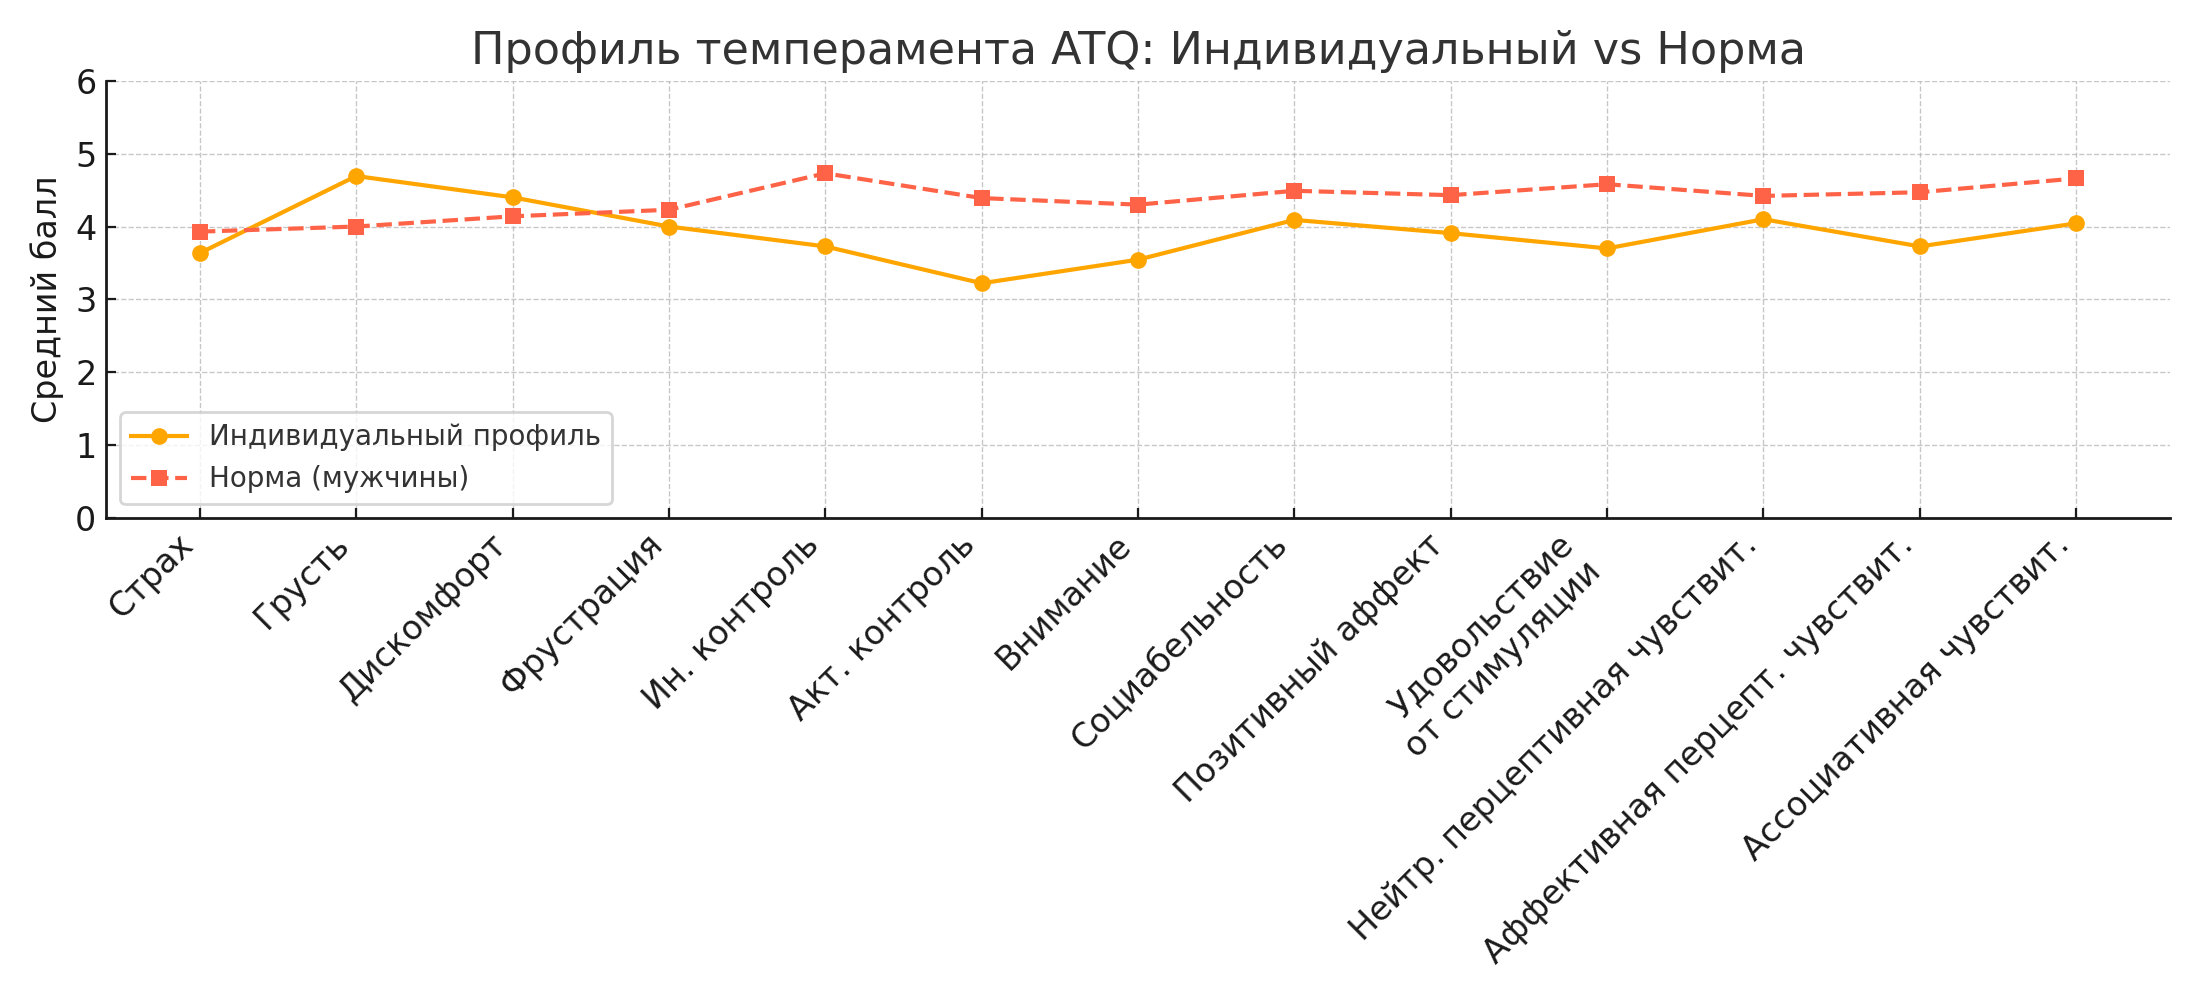 Профиль темперамента ATQ: Индивидуальный vs Норма
Средний балл
6
5
4
3
2
1
0
Индивидуальный профиль
Норма (мужчины)
Страх
Грусть
Дискомфорт
Фрустрация
Ин. контроль
Акт. контроль
Внимание
Социабельность
Позитивный аффект
Удовольствие
от стимуляции
Нейтр. перцептивная чувствит.
Аффективная перцепт. чувствит.
Ассоциативная чувствит.